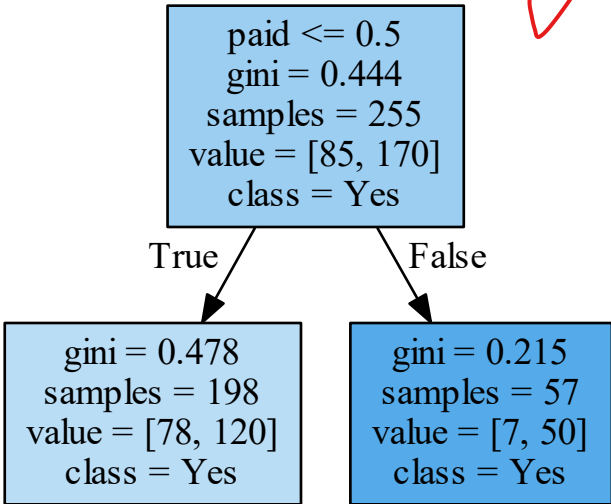 paid <= 0.5
gini = 0.444
samples = 255
value = [85, 170]
class = Yes
True
False
gini = 0.478
samples = 198
value = [78, 120]
class = Yes
gini = 0.215
samples = 57
value = [7, 50]
class = Yes